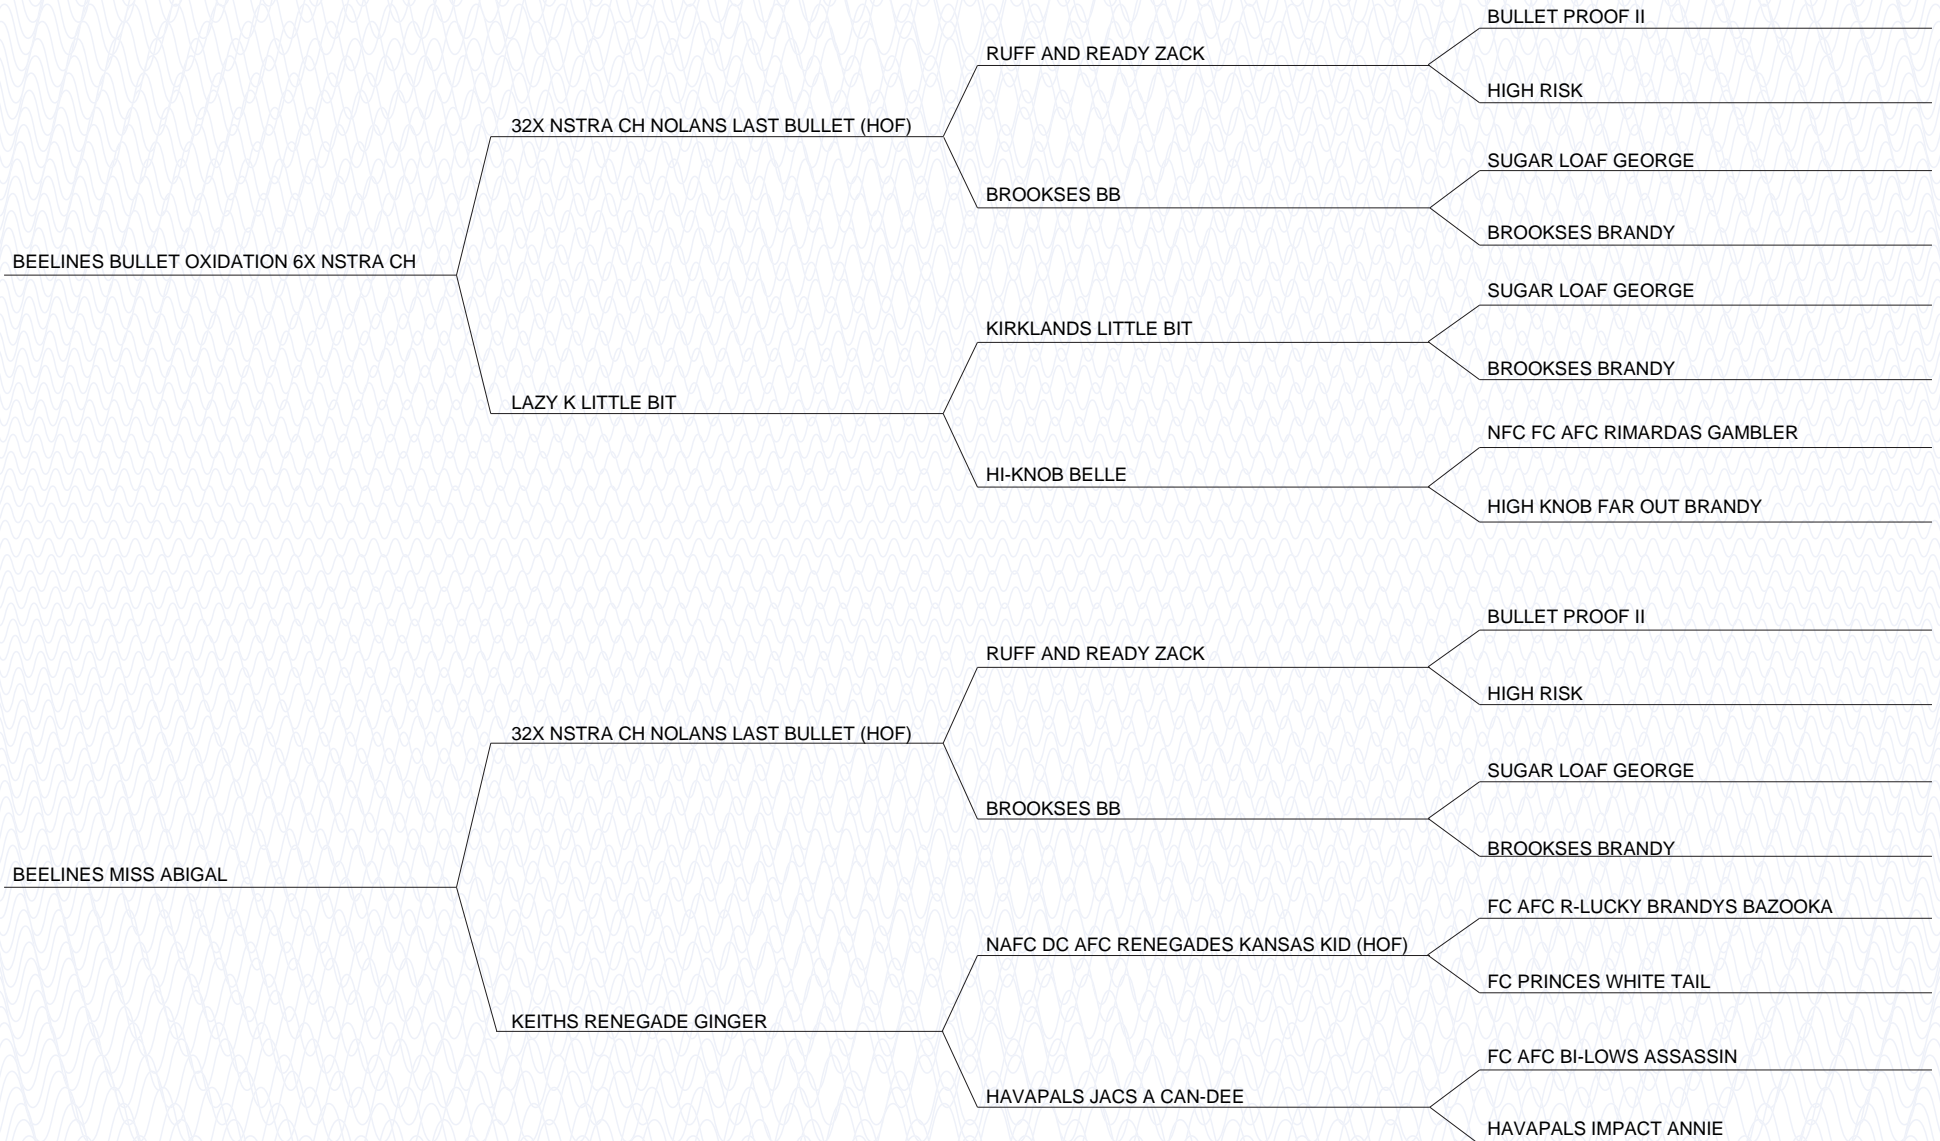 BULLET PROOF II
RUFF AND READY ZACK
HIGH RISK
32X NSTRA CH NOLANS LAST BULLET (HOF)
SUGAR LOAF GEORGE
BROOKSES BB
BROOKSES BRANDY
BEELINES BULLET OXIDATION 6X NSTRA CH
SUGAR LOAF GEORGE
KIRKLANDS LITTLE BIT
BROOKSES BRANDY
LAZY K LITTLE BIT
NFC FC AFC RIMARDAS GAMBLER
HI-KNOB BELLE
HIGH KNOB FAR OUT BRANDY
BULLET PROOF II
RUFF AND READY ZACK
HIGH RISK
32X NSTRA CH NOLANS LAST BULLET (HOF)
SUGAR LOAF GEORGE
BROOKSES BB
BROOKSES BRANDY
BEELINES MISS ABIGAL
FC AFC R-LUCKY BRANDYS BAZOOKA
NAFC DC AFC RENEGADES KANSAS KID (HOF)
FC PRINCES WHITE TAIL
KEITHS RENEGADE GINGER
FC AFC BI-LOWS ASSASSIN
HAVAPALS JACS A CAN-DEE
HAVAPALS IMPACT ANNIE